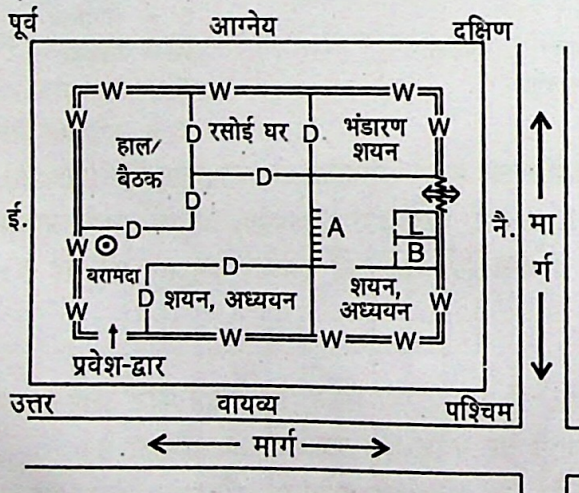 पूर्व आग्नेय दक्षिण
W W W
W W
हाल/ बैठक
D रसोई घर D
भंडारण शयन
D
D
ई. नै.
D A L
W B
बरामदा
D
शयन, अध्ययन
D शयन, अध्ययन
W W
W W W
प्रवेश-द्वार
उत्तर वायव्य पश्चिम
मार्ग
मार्ग